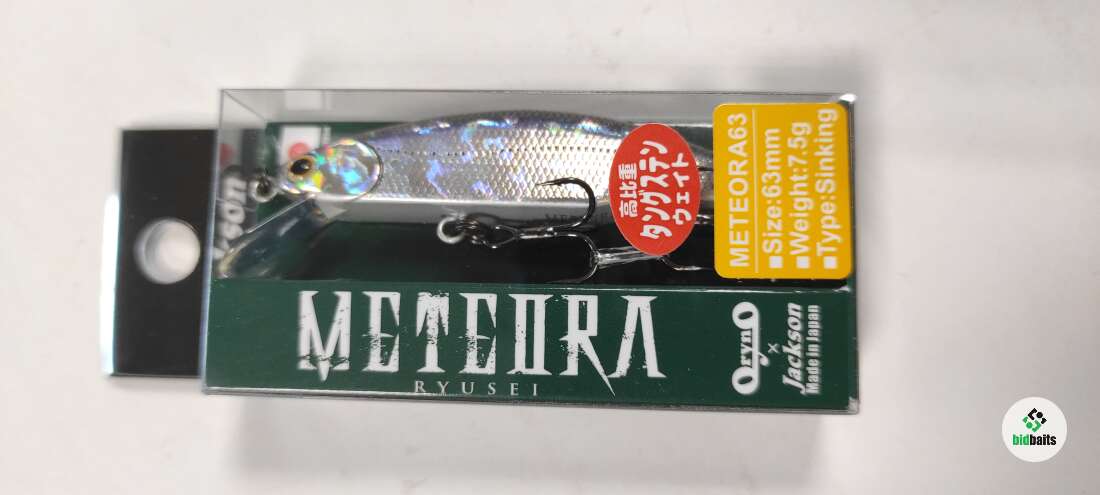 METEORA
RYUSEI
高比重
タングステン
ウェイト
METEORA63
■Size:63mm
■Weight:7.5g
■Type:Sinking
OrynO
×
Jackson
Made in Japan
bidbaits